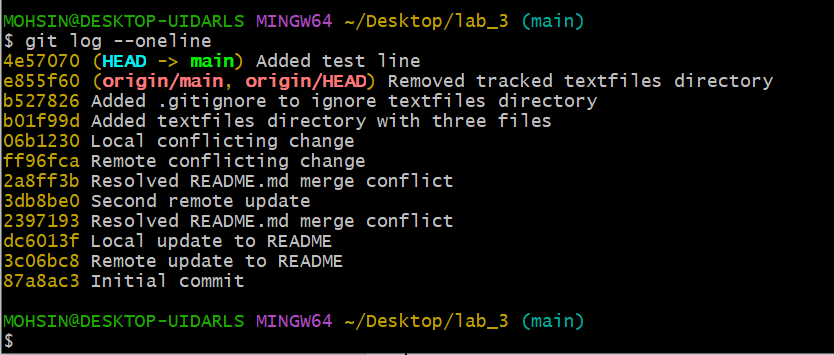 MOHSIN@DESKTOP-UIDARLS MINGW64 ~/Desktop/lab_3 (main)
$ git log --oneline
4e57070 (HEAD -> main) Added test line
e855f60 (origin/main, origin/HEAD) Removed tracked textfiles directory
b527826 Added .gitignore to ignore textfiles directory
b01f99d Added textfiles directory with three files
06b1230 Local conflicting change
ff96fca Remote conflicting change
2a8ff3b Resolved README.md merge conflict
3db8be0 Second remote update
2397193 Resolved README.md merge conflict
dc6013f Local update to README
3c06bc8 Remote update to README
87a8ac3 Initial commit
MOHSIN@DESKTOP-UIDARLS MINGW64 ~/Desktop/lab_3 (main)
$